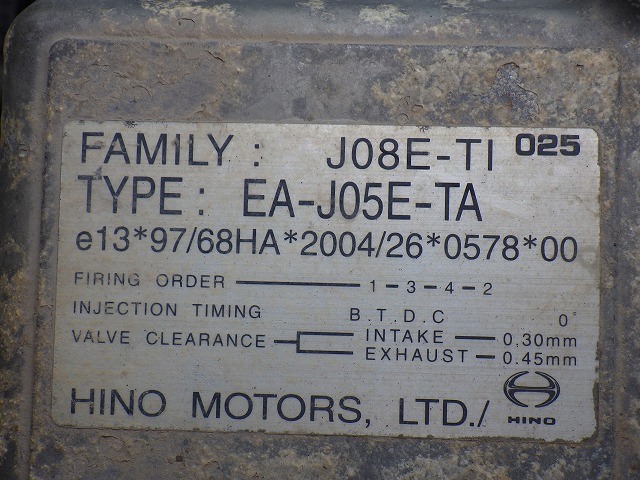 FAMILY : J08E-TI 025
TYPE : EA-J05E-TA
e13*97/68HA*2004/26*0578*00
FIRING ORDER 1-3-4-2
INJECTION TIMING B.T.D.C 0°
VALVE CLEARANCE INTAKE 0.30mm
EXHAUST 0.45mm
HINO MOTORS, LTD./ HINO